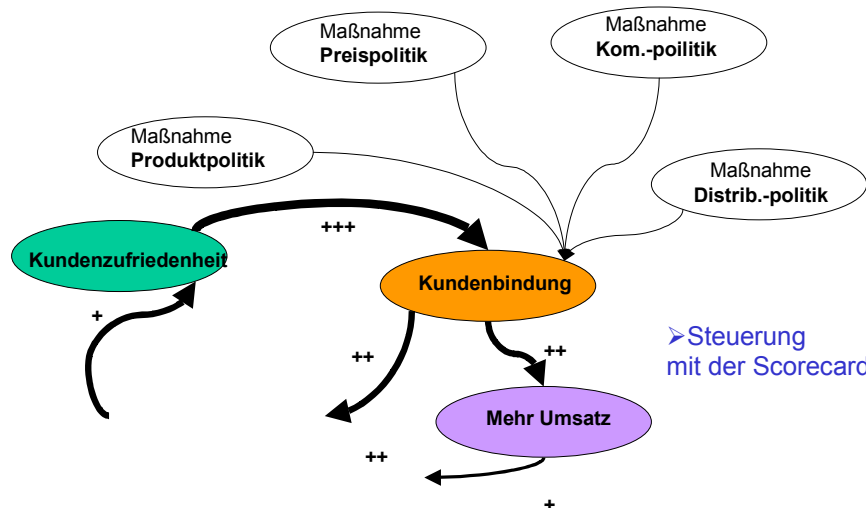 Maßnahme
Preispolitik
Maßnahme
Kom.-poilitik
Maßnahme
Produktpolitik
Maßnahme
Distrib.-politik
+++
Kundenzufriedenheit
Kundenbindung
+
++
++
➢Steuerung
mit der Scorecard
Mehr Umsatz
++
+